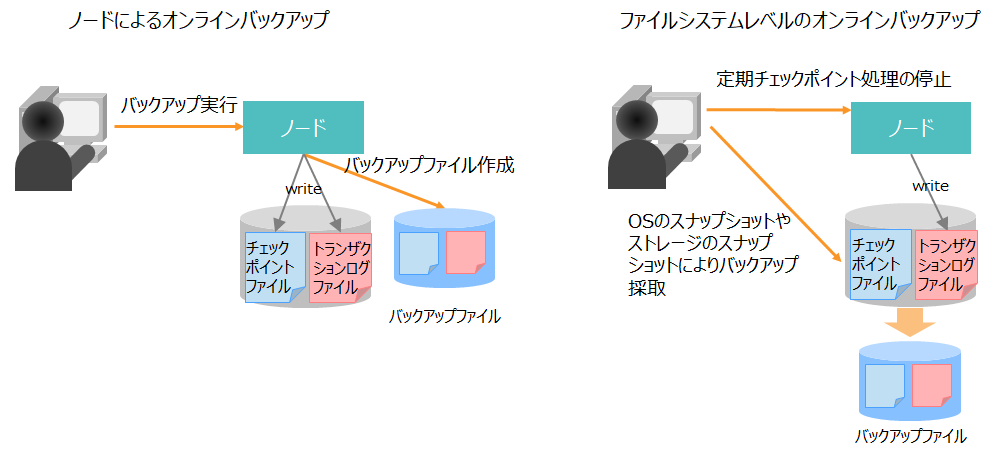 ノードによるオンラインバックアップ
バックアップ実行
ノード
バックアップファイル作成
write
チェック
ポイント
ファイル
トランザク
ションログ
ファイル
バックアップファイル
ファイルシステムレベルのオンラインバックアップ
定期チェックポイント処理の停止
ノード
write
OSのスナップショットや
ストレージのスナップ
ショットによりバックアップ
採取
チェック
ポイント
ファイル
トランザク
ションログ
ファイル
バックアップファイル